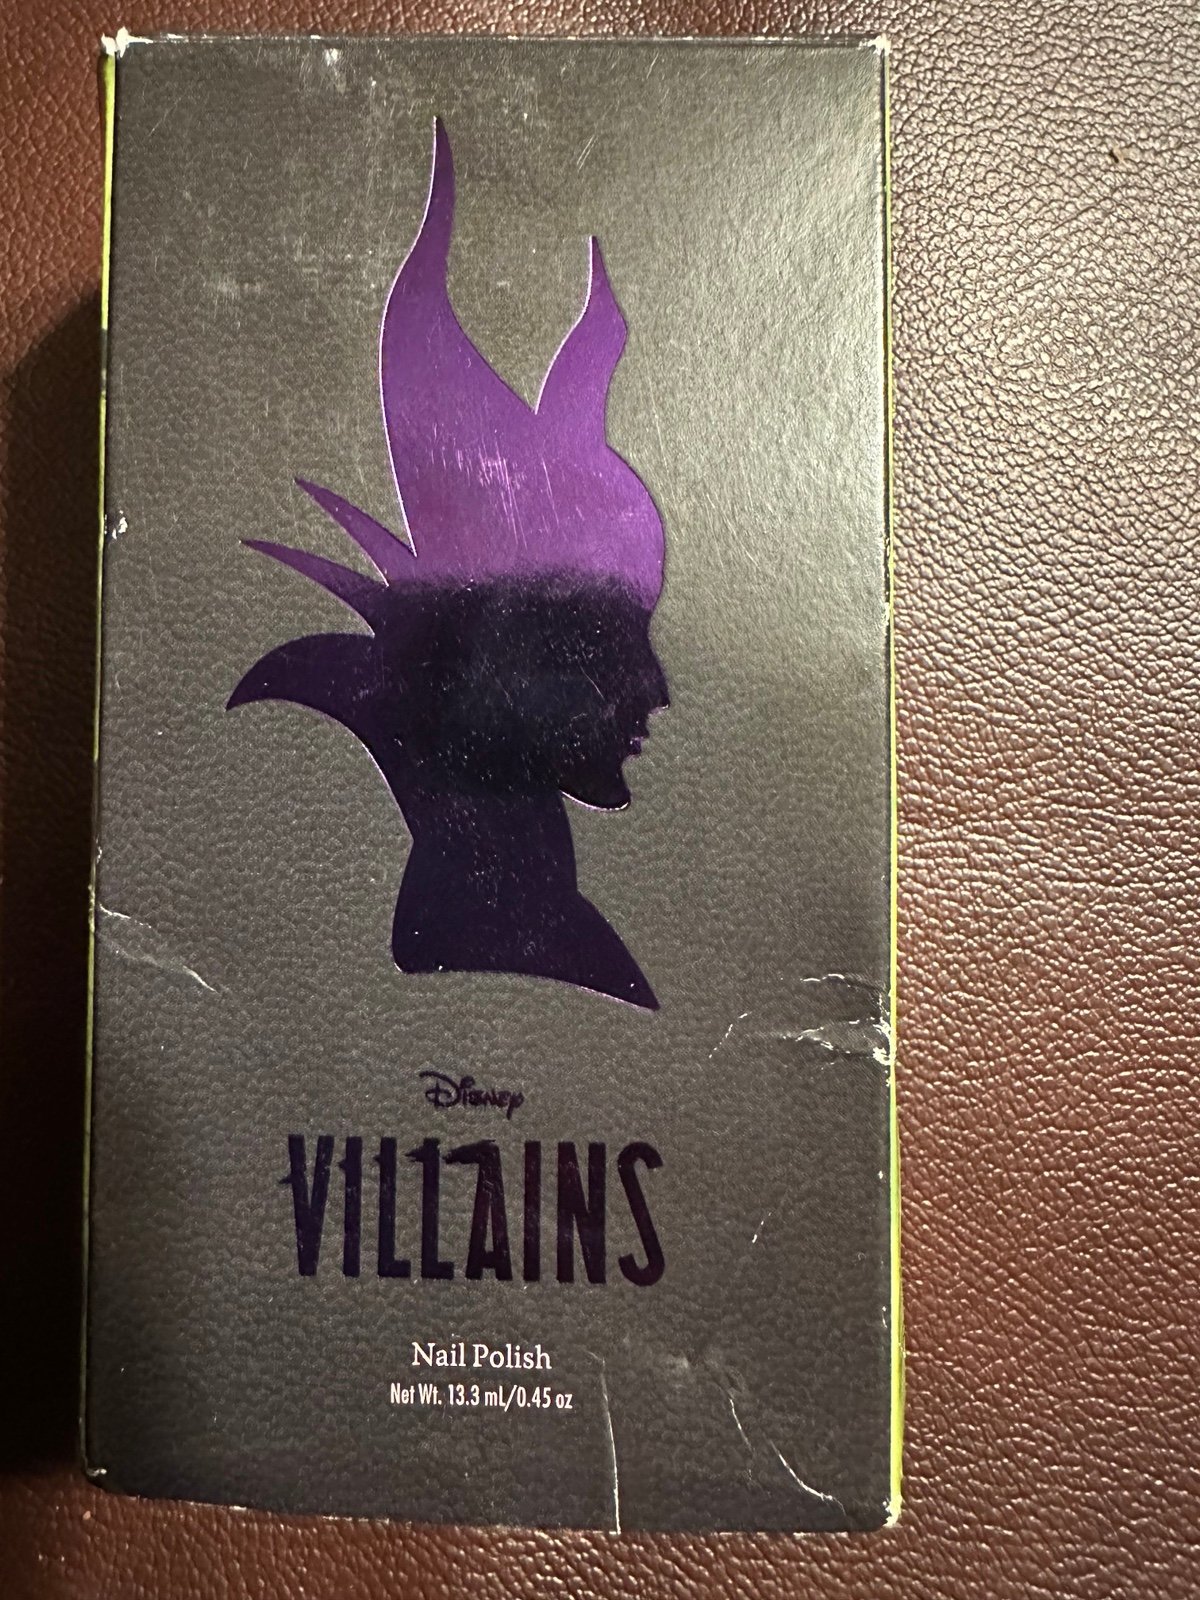 Disney
VILLAINS
Nail Polish
Net Wt. 13.3 mL/0.45 oz